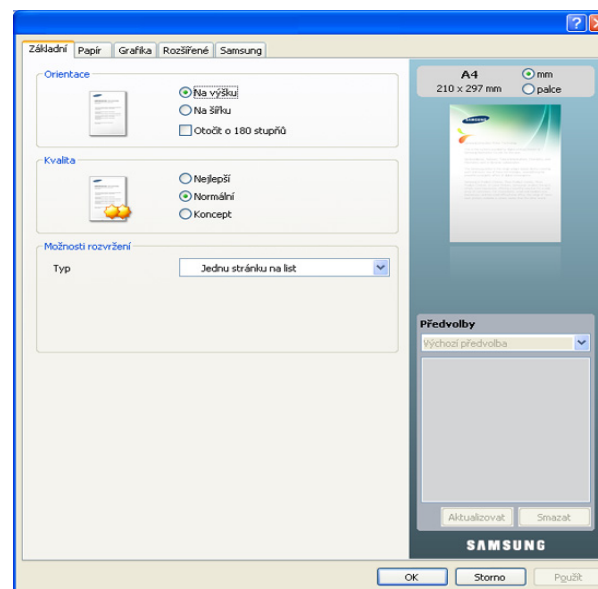 Základní Papír Grafika Rozšířené Samsung
Orientace
Na výšku
Na šířku
Otočit o 180 stupňů
Kvalita
Nejlepší
Normální
Koncept
Možnosti rozvržení
Typ Jednu stránku na list
A4 mm
210 x 297 mm palce
SAMSUNG
Předvolby
Výchozí předvolba
Aktualizovat Smazat
SAMSUNG
OK Storno Použít